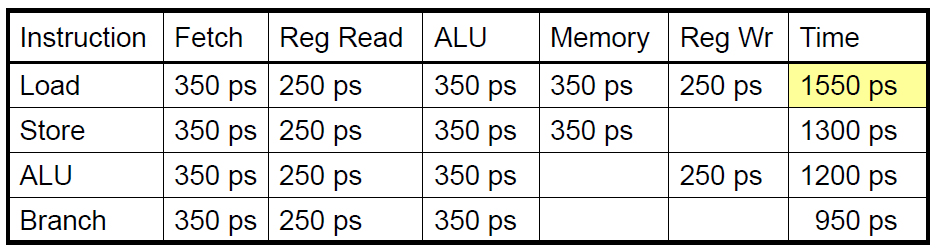 Instruction Fetch Reg Read ALU Memory Reg Wr Time
Load 350 ps 250 ps 350 ps 350 ps 250 ps 1550 ps
Store 350 ps 250 ps 350 ps 350 ps 1300 ps
ALU 350 ps 250 ps 350 ps 250 ps 1200 ps
Branch 350 ps 250 ps 350 ps 950 ps